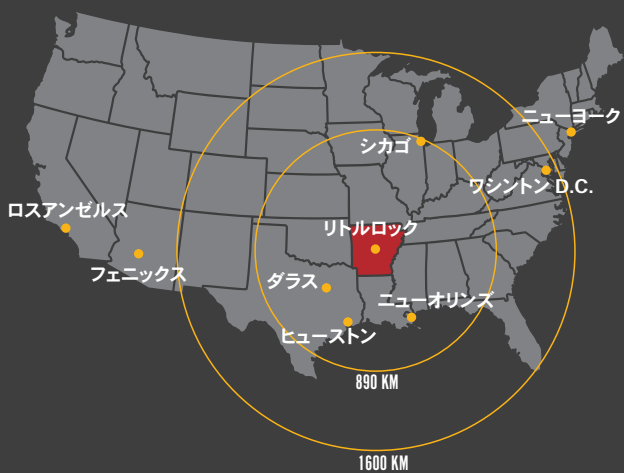 ニューヨーク
シカゴ
ワシントン D.C.
ロスアンゼルス
リトルロック
フェニックス
ダラス
ニューオリンズ
ヒューストン
890 KM
1600 KM